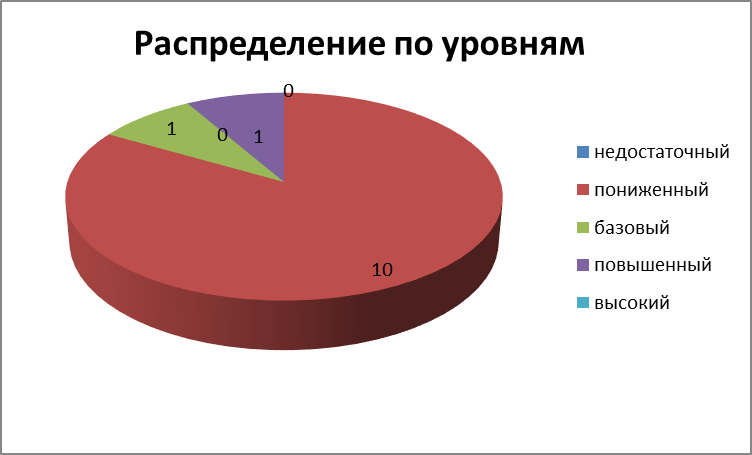 Распределение по уровням
0
1
0
1
10
недостаточный
пониженный
базовый
повышенный
высокий